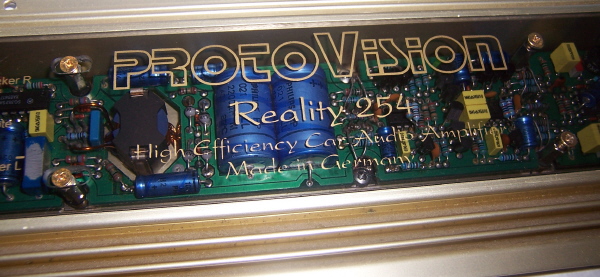 PROTOVISION
Reality 254
High Efficiency Car Audio Amplifier
Made in Germany